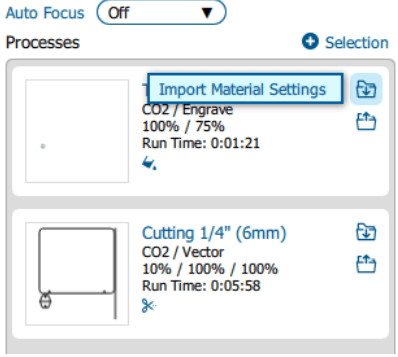 Auto Focus Off
Processes Selection
Import Material Settings
CO2 / Engrave
100% / 75%
Run Time: 0:01:21
Cutting 1/4" (6mm)
CO2 / Vector
10% / 100% / 100%
Run Time: 0:05:58